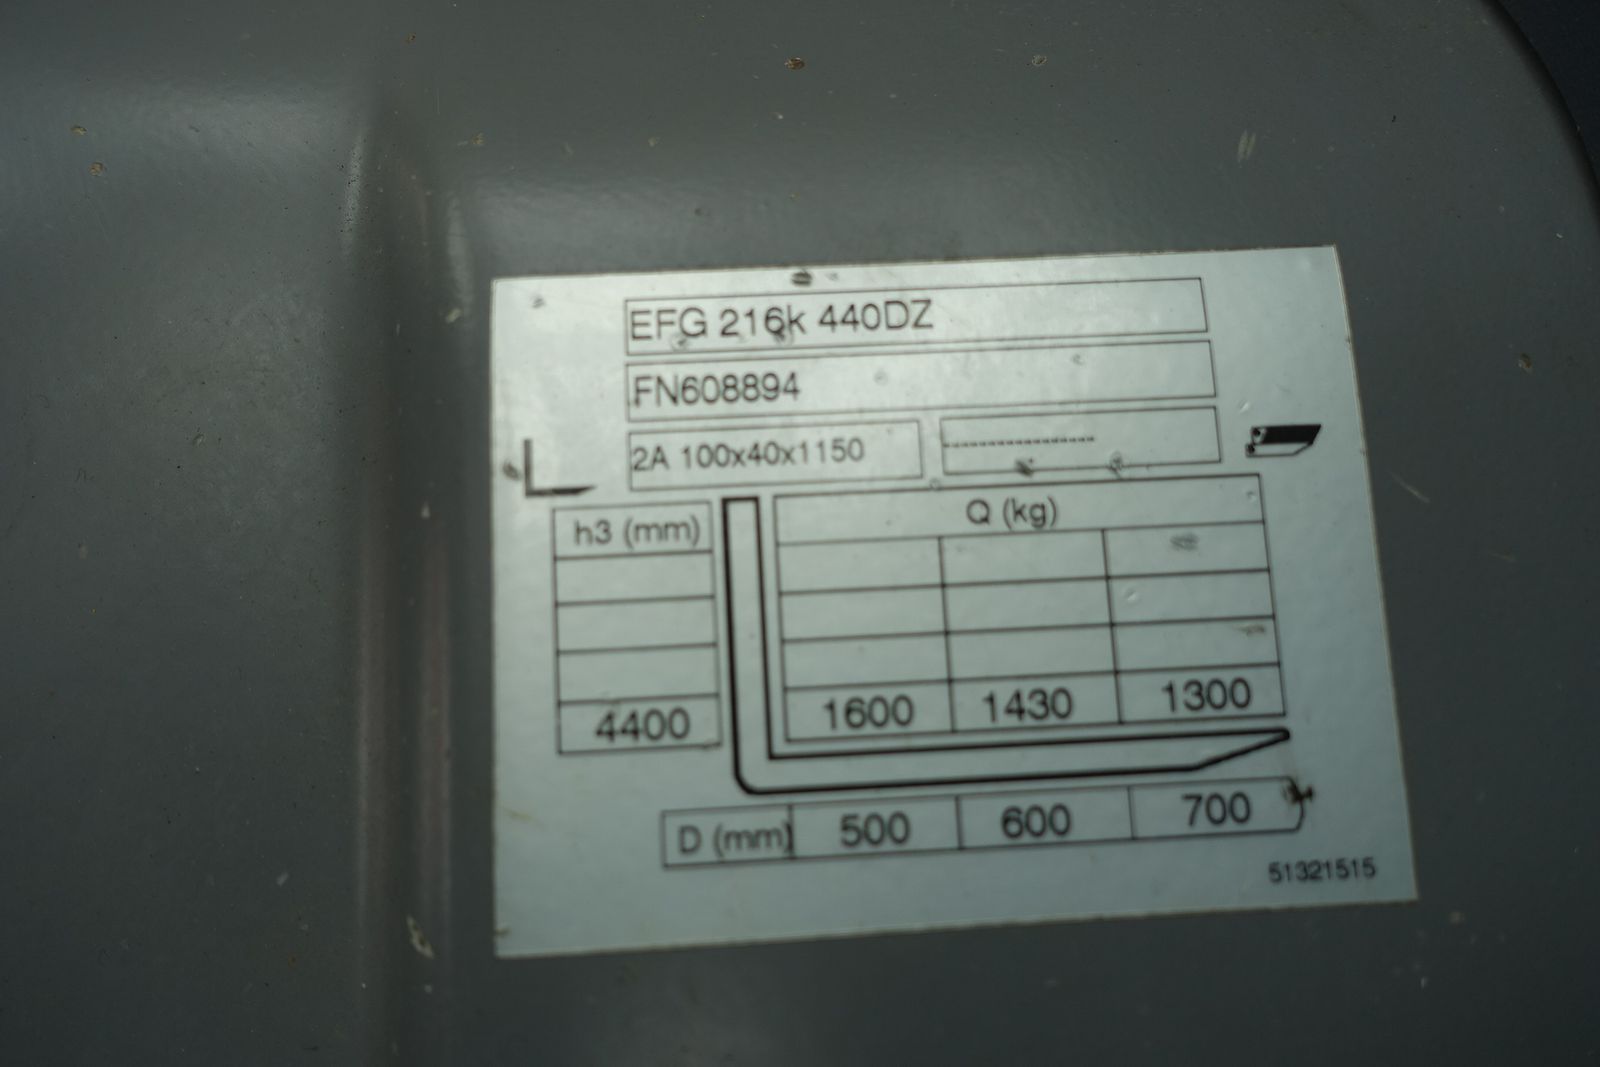 EFG 216k 440DZ
FN608894
2A 100x40x1150
h3 (mm)
Q (kg)
4400
1600 1430 1300
D (mm) 500 600 700
51321515